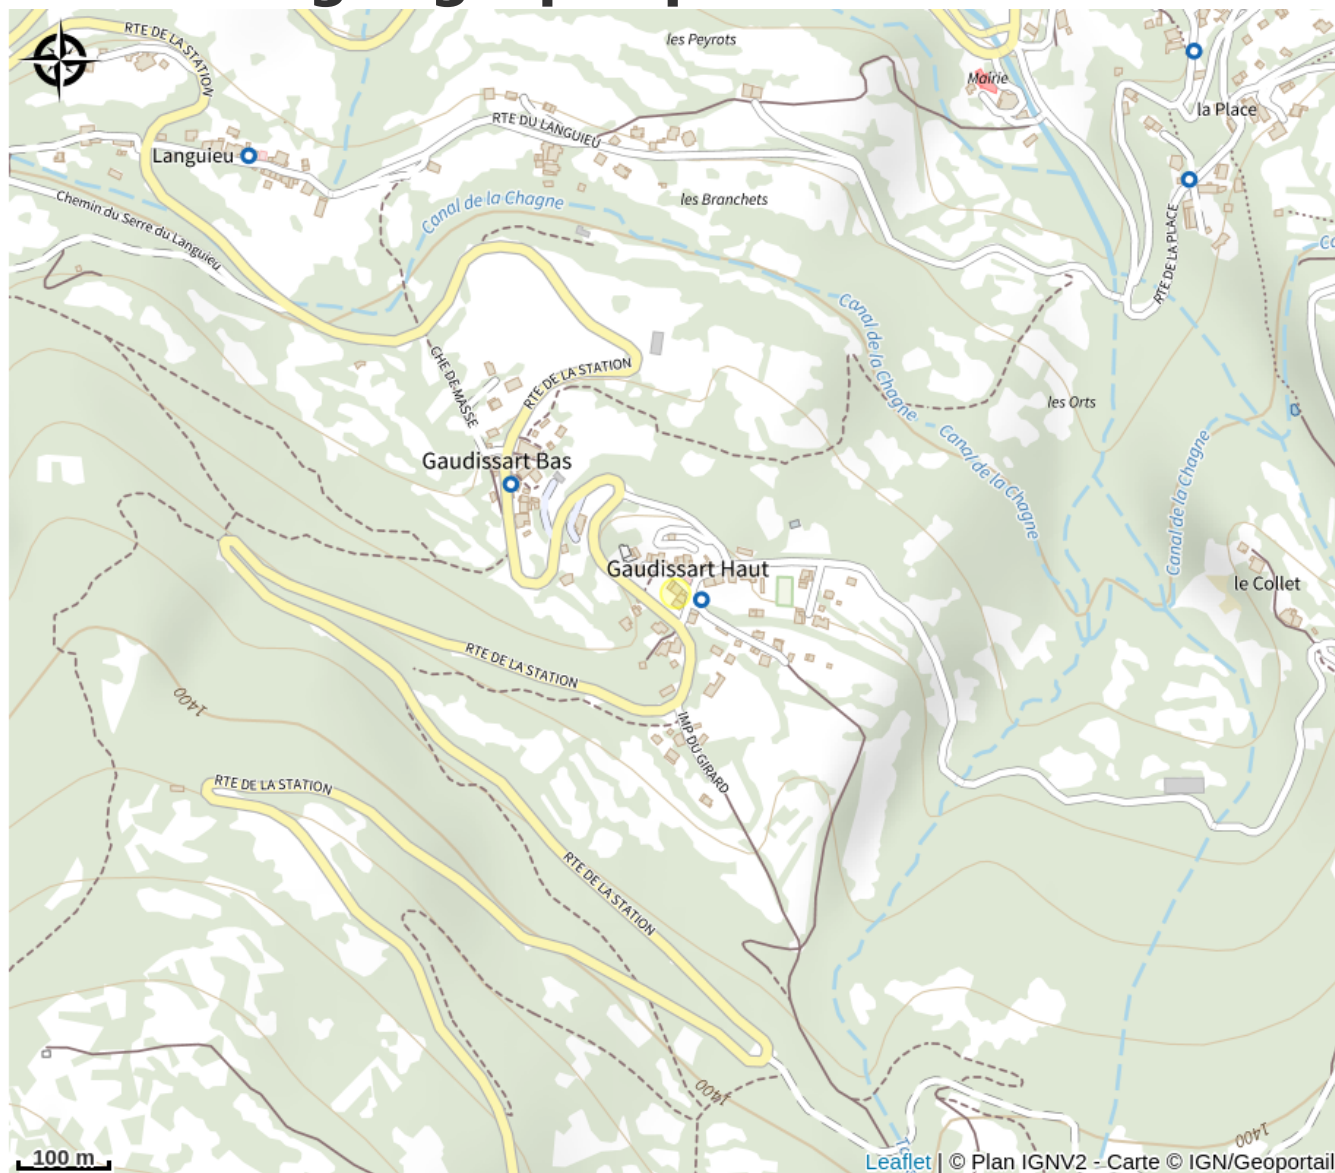 les Peyrots
RTE DE LA STATION
Mairie
la Place
RTE DU LANGUIEU
Languieu
Canal de la Chagne
les Branchets
Chemin du Serre du Languieu
RTE DE LA PLACE
Canal de la Chagne
CHE DE MASSE
RTE DE LA STATION
les Orts
Canal de la Chagne
Canal de la Chagne
Gaudissart Bas
Gaudissart Haut
le Collet
RTE DE LA STATION
1400
IMP DU GIRARD
RTE DE LA STATION
RTE DE LA STATION
1400
1400
100 m
Leaflet | © Plan IGNV2 - Carte © IGN/Geoportail